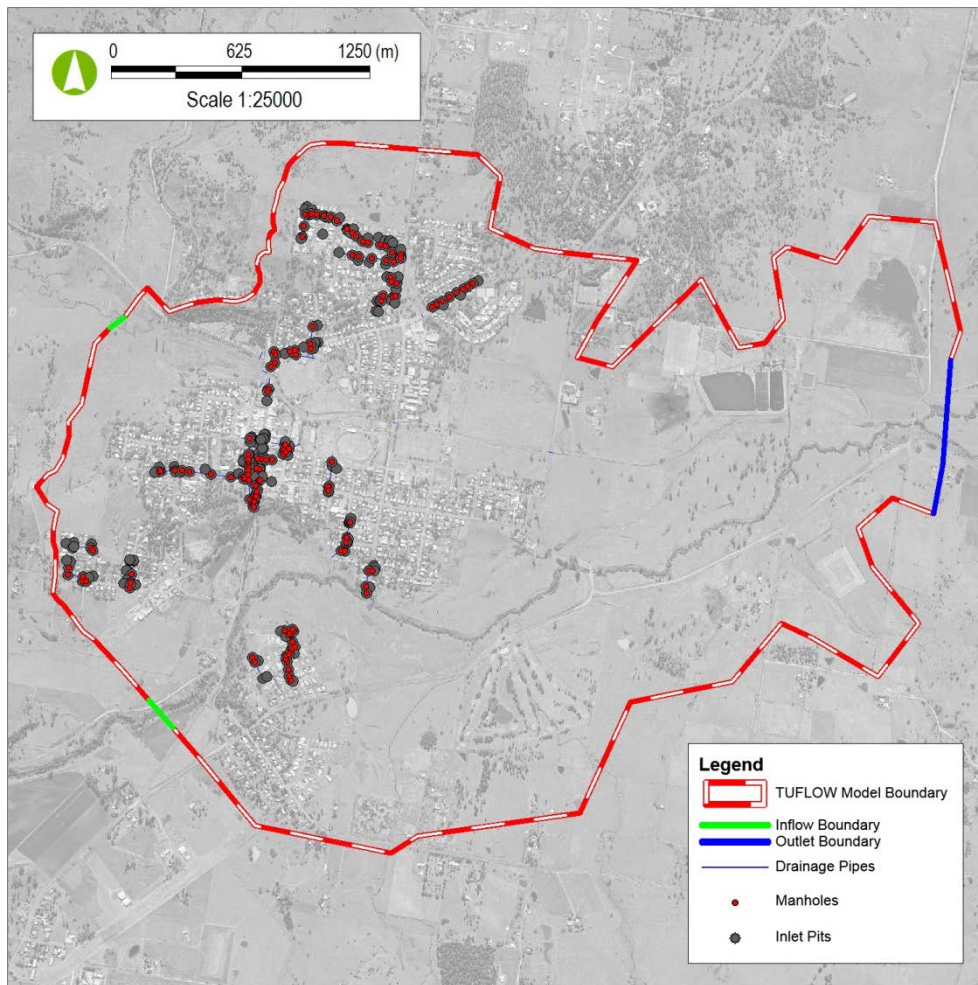 0 625 1250 (m)
Scale 1:25000
Legend
TUFLOW Model Boundary
Inflow Boundary
Outlet Boundary
Drainage Pipes
Manholes
Inlet Pits